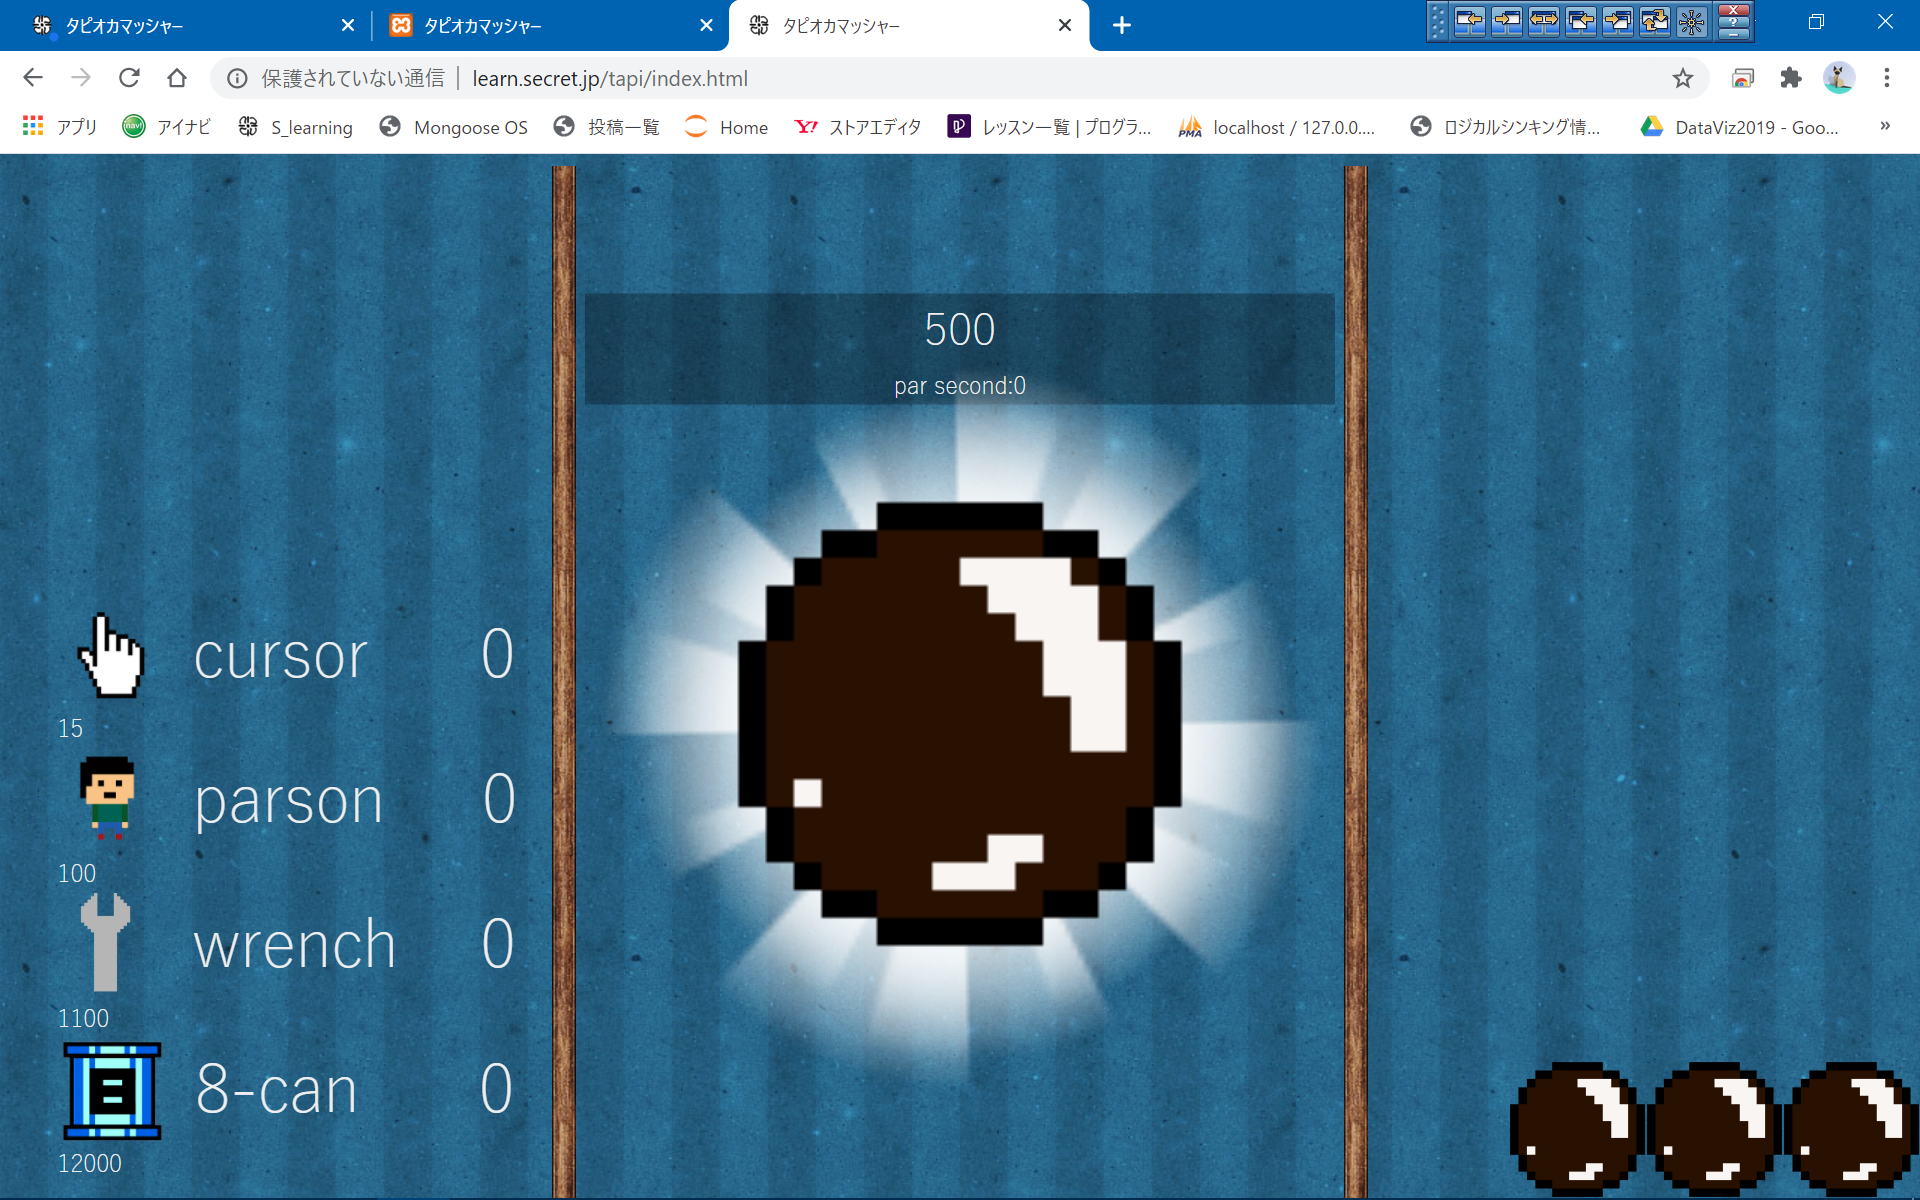 タピオカマッシャー
タピオカマッシャー
タピオカマッシャー
保護されていない通信 | learn.secret.jp/tapi/index.html
アプリ
アイナビ
S_learning
Mongoose OS
投稿一覧
Home
ストアエディタ
レッスン一覧 | プログラ...
localhost / 127.0.0....
ロジカルシンキング情...
DataViz2019 - Goo...
»
500
par second:0
cursor 0
15
parson 0
100
wrench 0
1100
8-can 0
12000